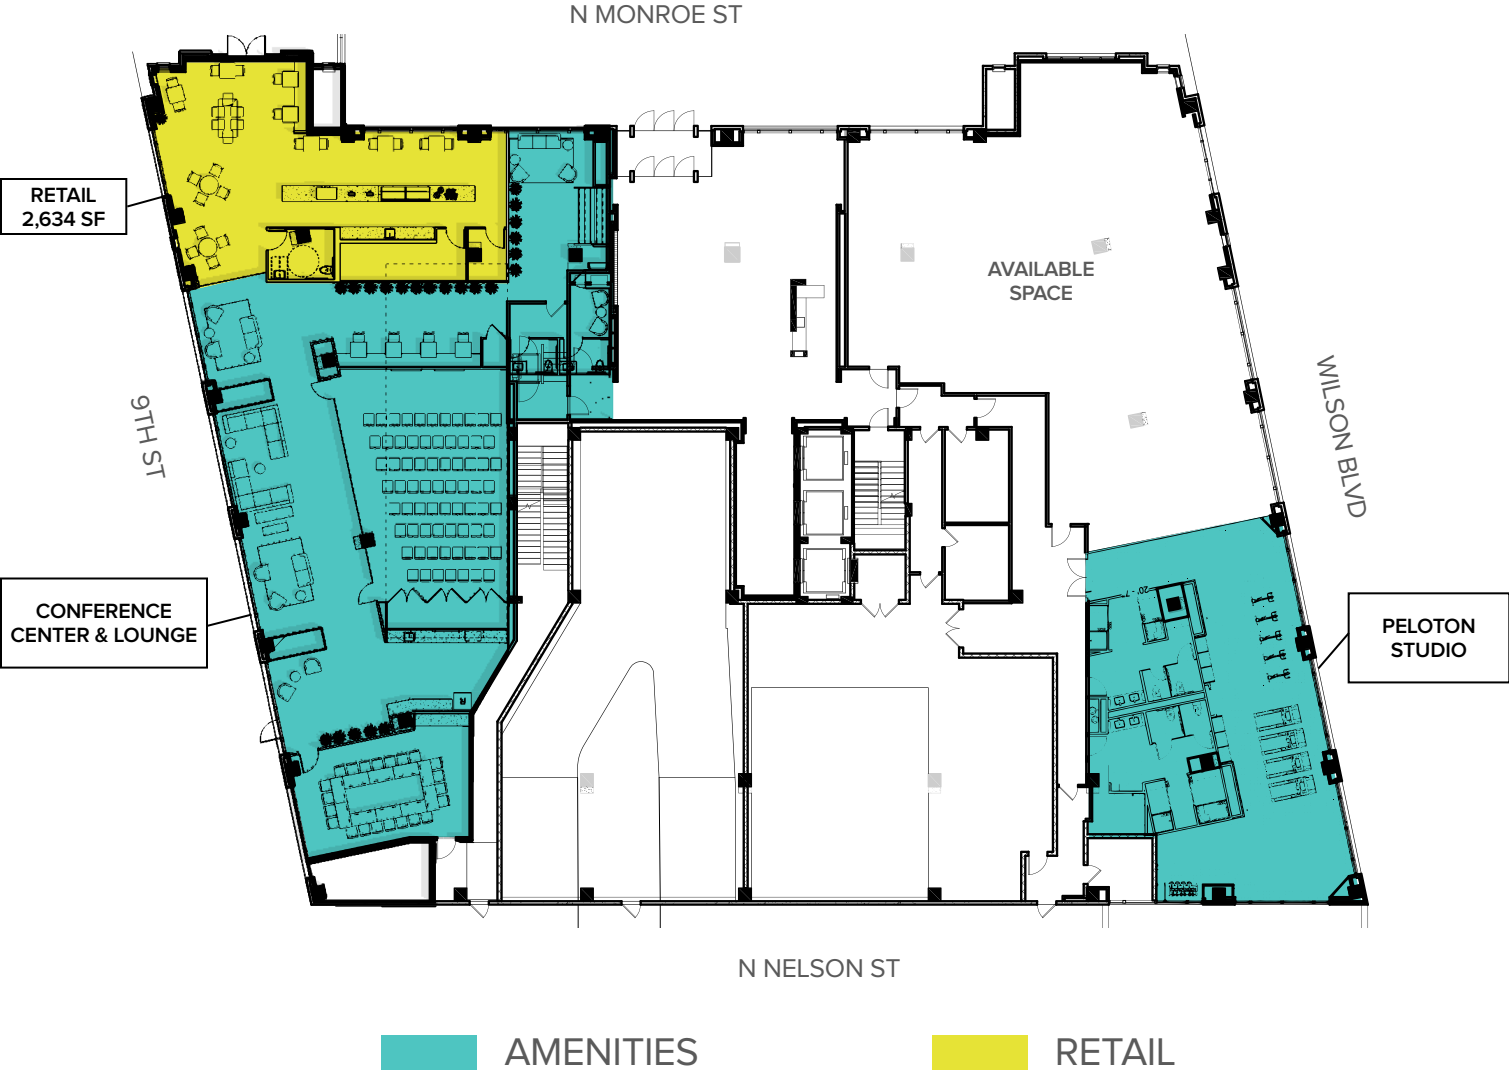 N MONROE ST
RETAIL
2,634 SF
AVAILABLE
SPACE
9TH ST
WILSON BLVD
CONFERENCE
CENTER & LOUNGE
PELOTON
STUDIO
N NELSON ST
AMENITIES
RETAIL